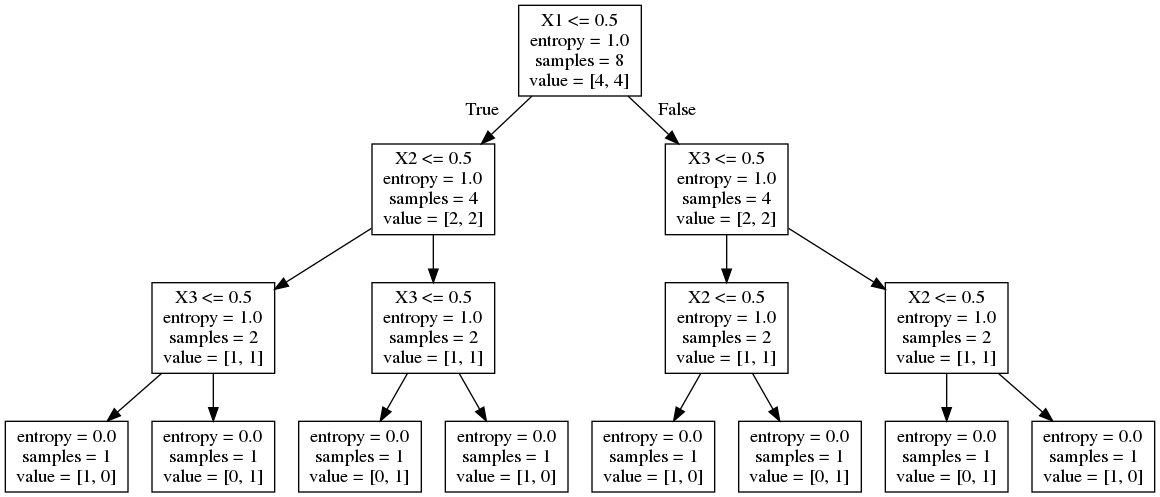 X1 <= 0.5
entropy = 1.0
samples = 8
value = [4, 4]
True
False
X2 <= 0.5
entropy = 1.0
samples = 4
value = [2, 2]
X3 <= 0.5
entropy = 1.0
samples = 4
value = [2, 2]
X3 <= 0.5
entropy = 1.0
samples = 2
value = [1, 1]
X3 <= 0.5
entropy = 1.0
samples = 2
value = [1, 1]
X2 <= 0.5
entropy = 1.0
samples = 2
value = [1, 1]
X2 <= 0.5
entropy = 1.0
samples = 2
value = [1, 1]
entropy = 0.0
samples = 1
value = [1, 0]
entropy = 0.0
samples = 1
value = [0, 1]
entropy = 0.0
samples = 1
value = [0, 1]
entropy = 0.0
samples = 1
value = [1, 0]
entropy = 0.0
samples = 1
value = [1, 0]
entropy = 0.0
samples = 1
value = [0, 1]
entropy = 0.0
samples = 1
value = [0, 1]
entropy = 0.0
samples = 1
value = [1, 0]